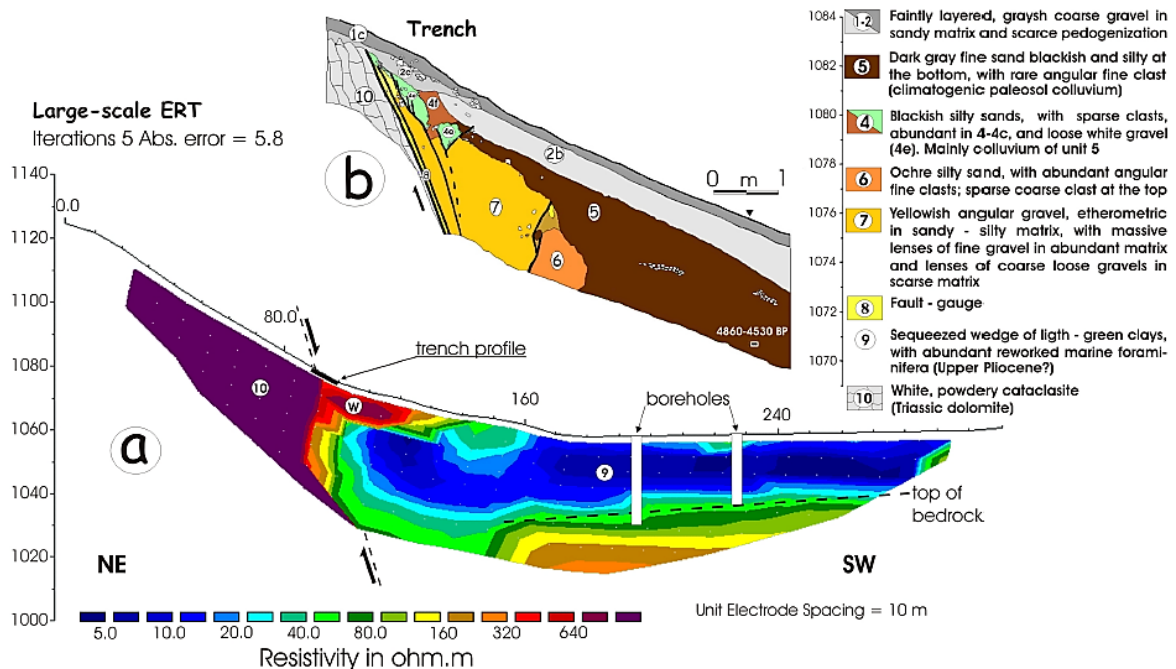 Large-scale ERT
Iterations 5 Abs. error = 5.8
Trench
1c
2c
10
4f
4e
2b
8
7
5
6
b
0 m 1
4860-4530 BP
1084
1082
1080
1078
1076
1074
1072
1070
1-2 Faintly layered, graysh coarse gravel in
sandy matrix and scarce pedogenization
5 Dark gray fine sand blackish and silty at
the bottom, with rare angular fine clast
(climatogenic paleosol colluvium)
4 Blackish silty sands, with sparse clasts,
abundant in 4-4c, and loose white gravel
(4e). Mainly colluvium of unit 5
6 Ochre silty sand, with abundant angular
fine clasts; sparse coarse clast at the top
7 Yellowish angular gravel, etherometric
in sandy - silty matrix, with massive
lenses of fine gravel in abundant matrix
and lenses of coarse loose gravels in
scarse matrix
8 Fault - gauge
9 Sequeezed wedge of ligth - green clays,
with abundant reworked marine forami-
nifera (Upper Pliocene?)
10 White, powdery cataclasite
(Triassic dolomite)
1140
1120
1100
1080
1060
1040
1020
1000
0.0
80.0
trench profile
160
boreholes
240
10
W
9
a
top of
bedrock
NE
SW
5.0 10.0 20.0 40.0 80.0 160 320 640
Resistivity in ohm.m
Unit Electrode Spacing = 10 m